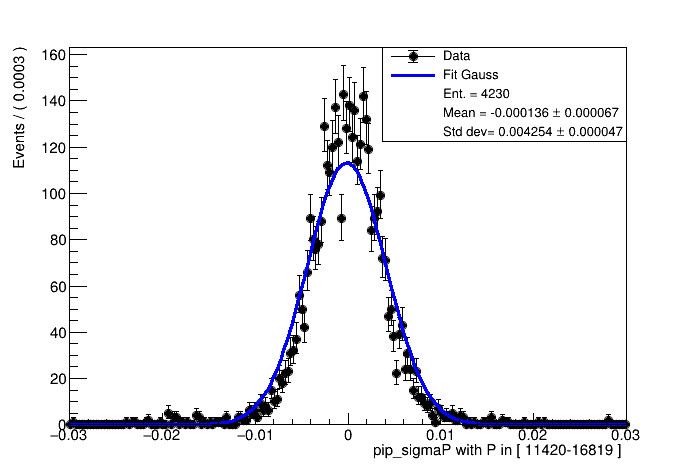 Events / ( 0.0003 )
160
140
120
100
80
60
40
20
0
−0.03 −0.02 −0.01 0 0.01 0.02 0.03
pip_sigmaP with P in [ 11420-16819 ]
Data
Fit Gauss
Ent. = 4230
Mean = -0.000136 ± 0.000067
Std dev= 0.004254 ± 0.000047